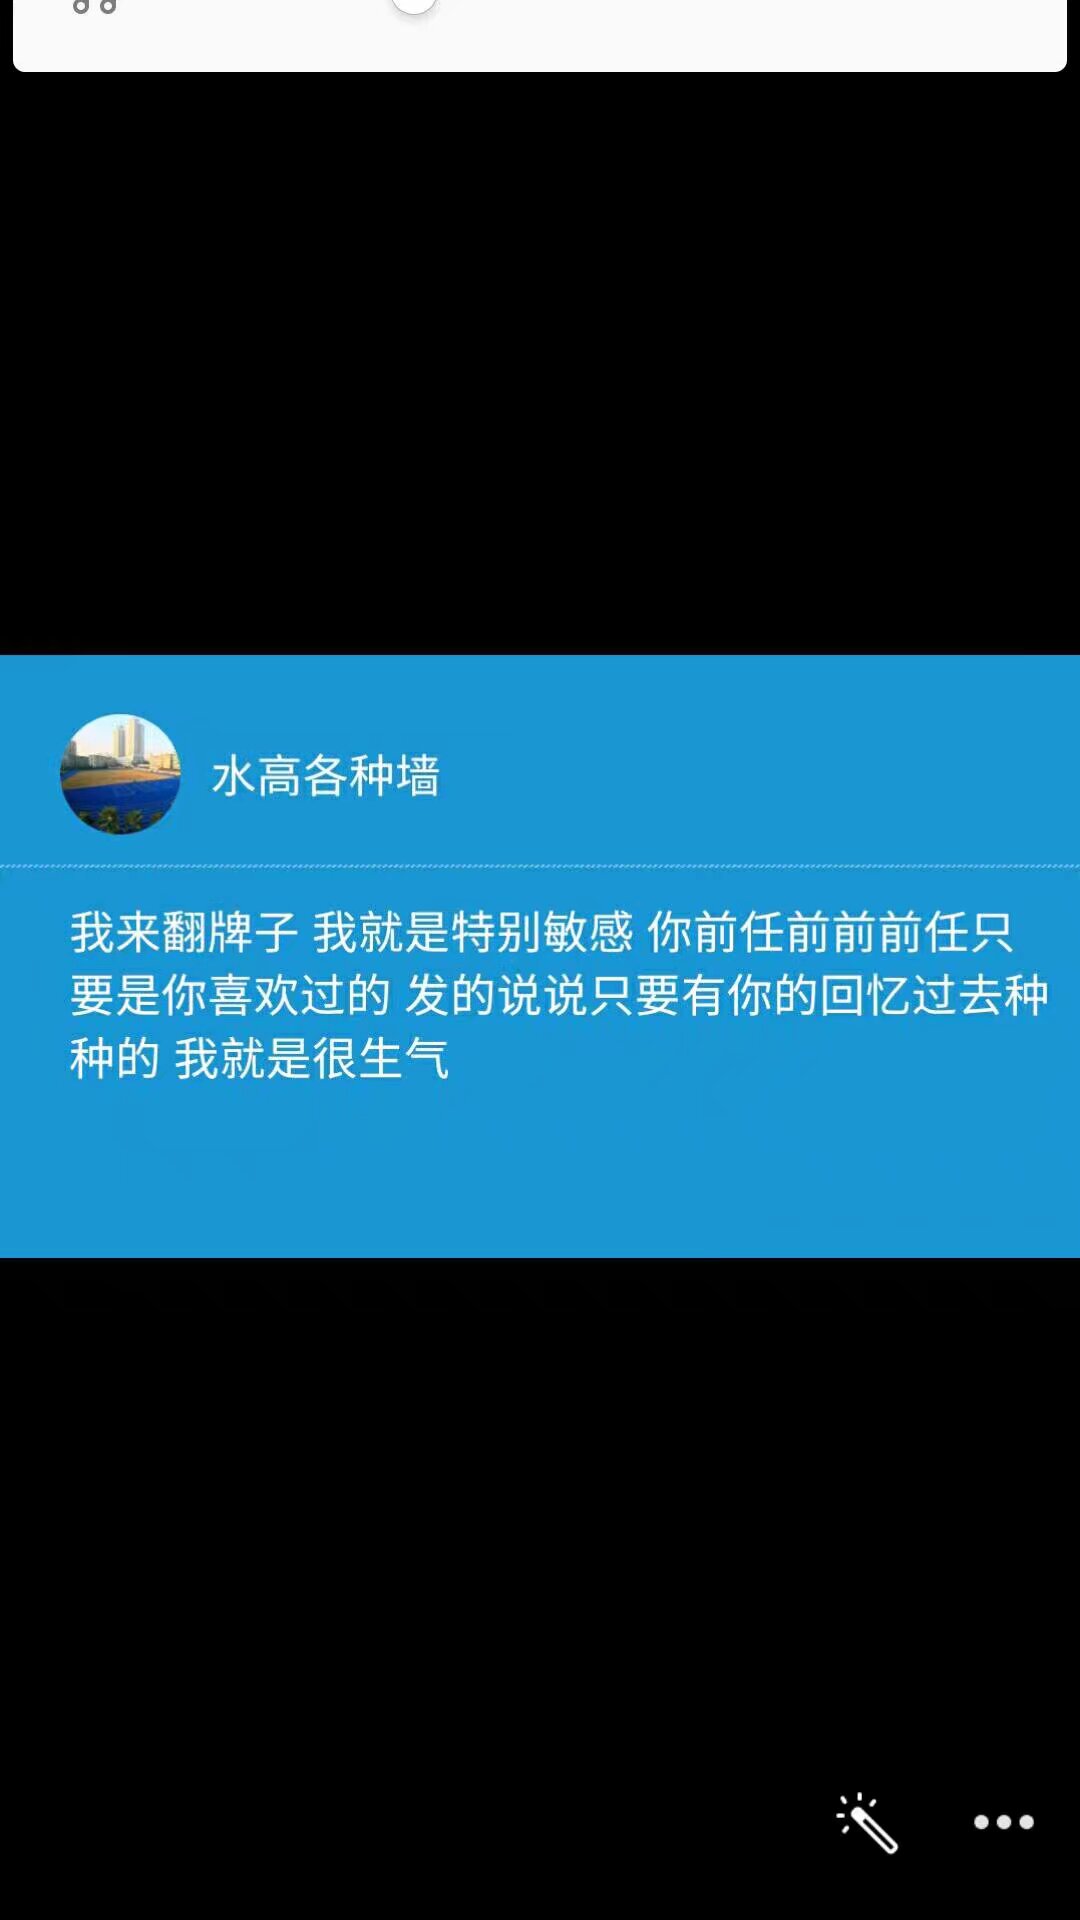 水高各种墙
我来翻牌子 我就是特别敏感 你前任前前前任只
要是你喜欢过的 发的说说只要有你的回忆过去种
种的 我就是很生气